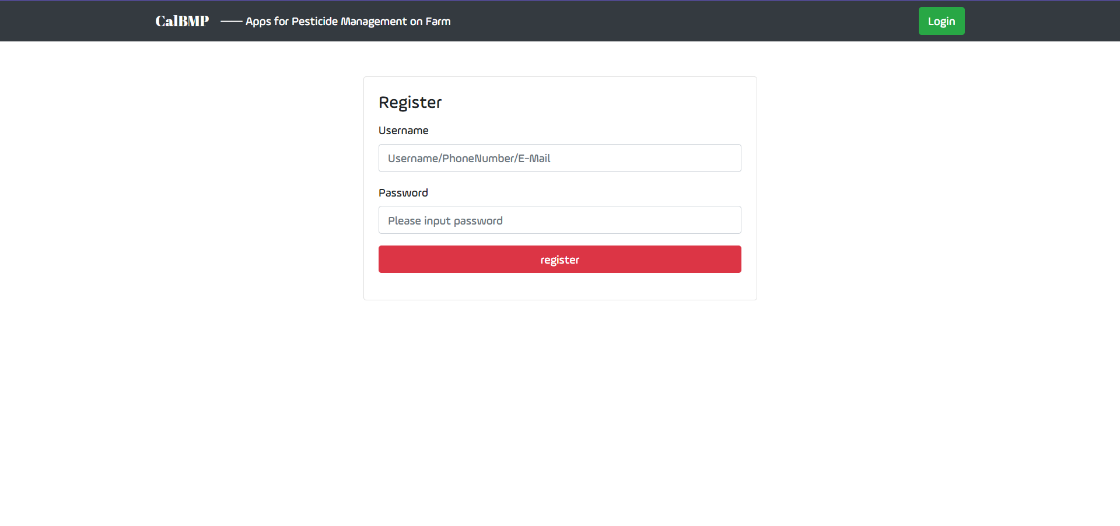 CalBMP —— Apps for Pesticide Management on Farm Login
Register
Username
Username/PhoneNumber/E-Mail
Password
Please input password
register